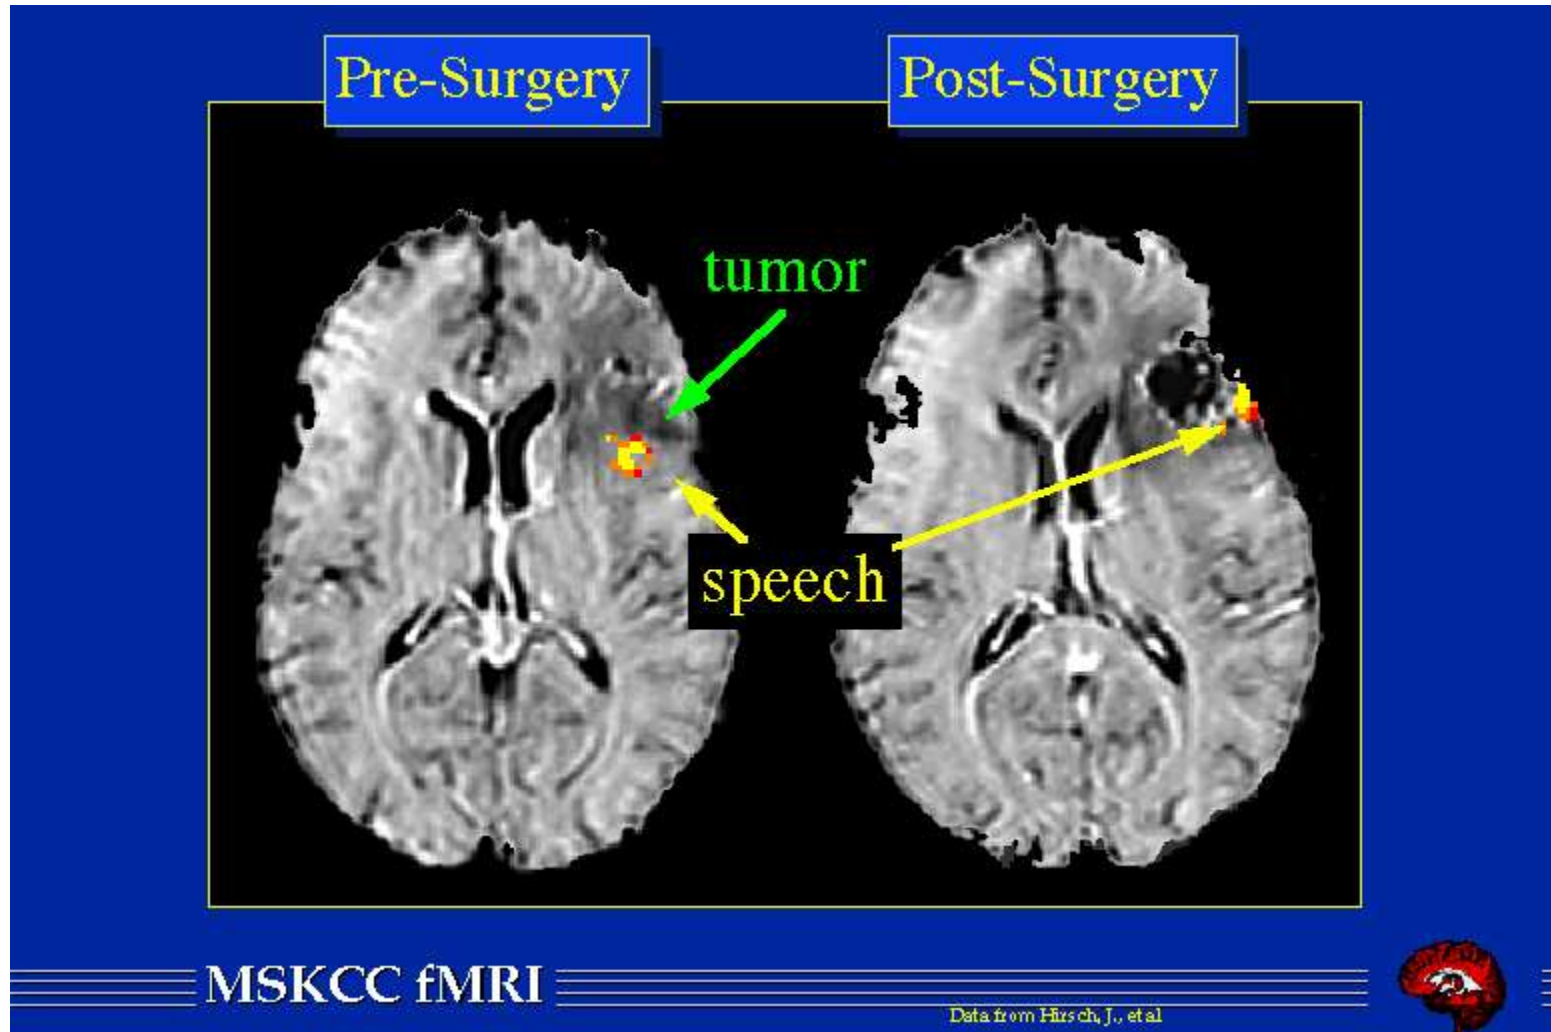 Pre-Surgery
Post-Surgery
tumor
speech
MSKCC fMRI
Data from Hirsch, J., et al